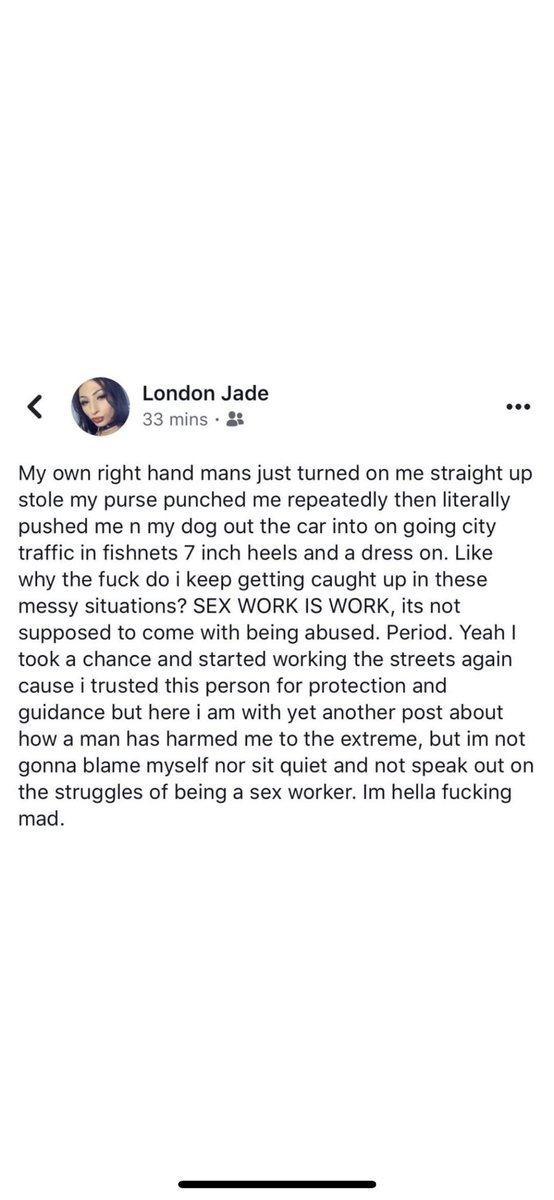 London Jade
33 mins ·
My own right hand mans just turned on me straight up
stole my purse punched me repeatedly then literally
pushed me n my dog out the car into on going city
traffic in fishnets 7 inch heels and a dress on. Like
why the fuck do i keep getting caught up in these
messy situations? SEX WORK IS WORK, its not
supposed to come with being abused. Period. Yeah I
took a chance and started working the streets again
cause i trusted this person for protection and
guidance but here i am with yet another post about
how a man has harmed me to the extreme, but im not
gonna blame myself nor sit quiet and not speak out on
the struggles of being a sex worker. Im hella fucking
mad.